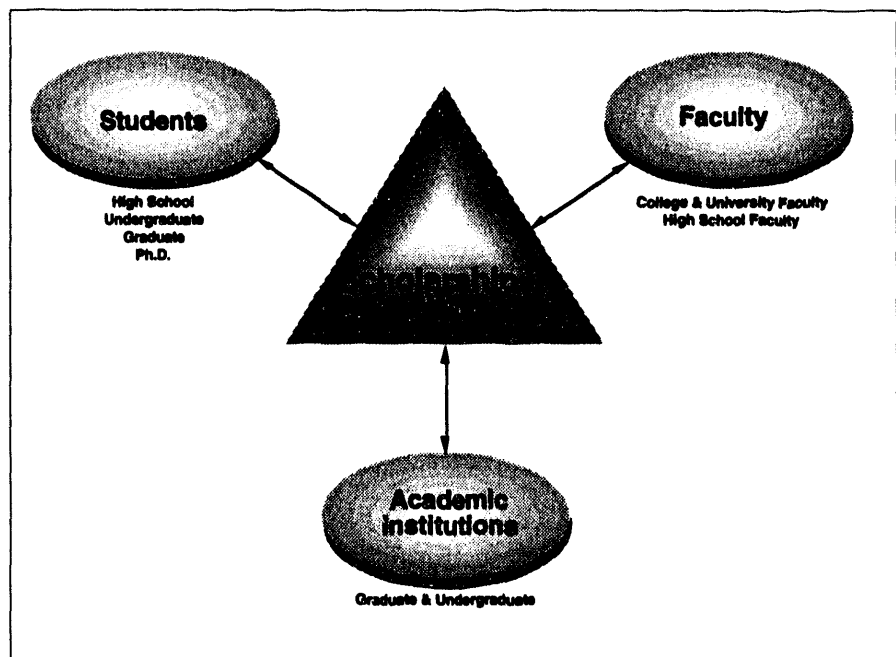 Students
High School
Undergraduate
Graduate
Ph.D.
Faculty
College & University Faculty
High School Faculty
Academic
Institutions
Graduate & Undergraduate